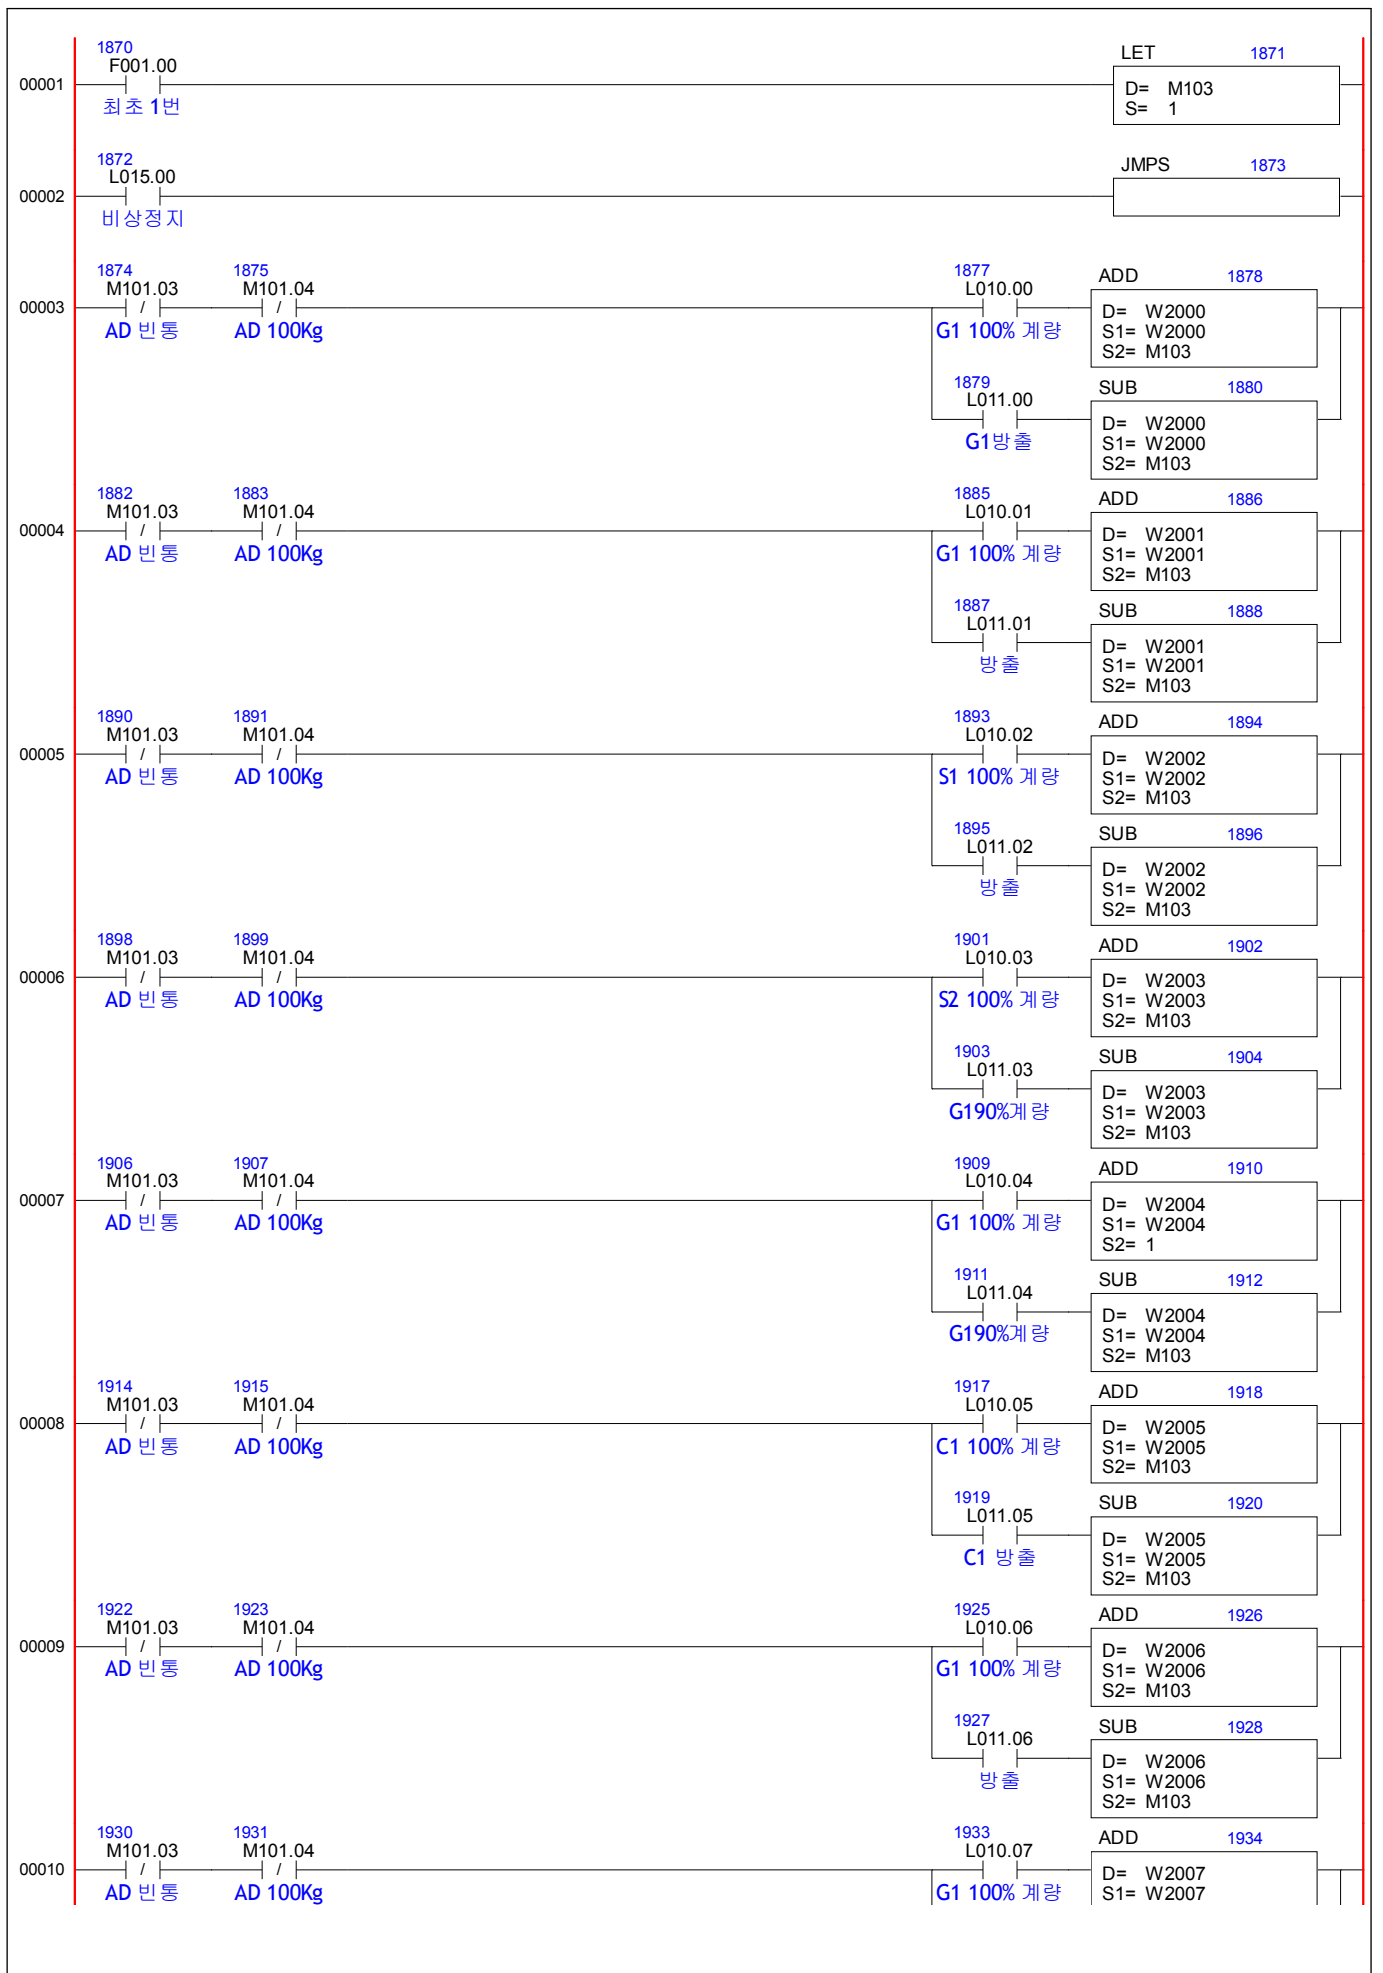 1870
F001.00
LET 1871
00001
D= M103
최초 1번
S= 1
1872
L015.00
JMPS 1873
00002
비상정지
1874 1875 1877
M101.03 M101.04 L010.00 ADD 1878
00003 / /
D= W2000
AD 빈통 AD 100Kg G1 100% 계량 S1= W2000
S2= M103
1879
L011.00 SUB 1880
D= W2000
G1방출 S1= W2000
S2= M103
1882 1883 1885
M101.03 M101.04 L010.01 ADD 1886
00004 / /
D= W2001
AD 빈통 AD 100Kg G1 100% 계량 S1= W2001
S2= M103
1887
L011.01 SUB 1888
D= W2001
방출 S1= W2001
S2= M103
1890 1891 1893
M101.03 M101.04 L010.02 ADD 1894
00005 / /
D= W2002
AD 빈통 AD 100Kg S1 100% 계량 S1= W2002
S2= M103
1895
L011.02 SUB 1896
D= W2002
방출 S1= W2002
S2= M103
1898 1899 1901
M101.03 M101.04 L010.03 ADD 1902
00006 / /
D= W2003
AD 빈통 AD 100Kg S2 100% 계량 S1= W2003
S2= M103
1903
L011.03 SUB 1904
D= W2003
G190%계량 S1= W2003
S2= M103
1906 1907 1909
M101.03 M101.04 L010.04 ADD 1910
00007 / /
D= W2004
AD 빈통 AD 100Kg G1 100% 계량 S1= W2004
S2= 1
1911
L011.04 SUB 1912
D= W2004
G190%계량 S1= W2004
S2= M103
1914 1915 1917
M101.03 M101.04 L010.05 ADD 1918
00008 / /
D= W2005
AD 빈통 AD 100Kg C1 100% 계량 S1= W2005
S2= M103
1919
L011.05 SUB 1920
D= W2005
C1 방출 S1= W2005
S2= M103
1922 1923 1925
M101.03 M101.04 L010.06 ADD 1926
00009 / /
D= W2006
AD 빈통 AD 100Kg G1 100% 계량 S1= W2006
S2= M103
1927
L011.06 SUB 1928
D= W2006
방출 S1= W2006
S2= M103
1930 1931 1933
M101.03 M101.04 L010.07 ADD 1934
00010 / /
D= W2007
AD 빈통 AD 100Kg G1 100% 계량 S1= W2007